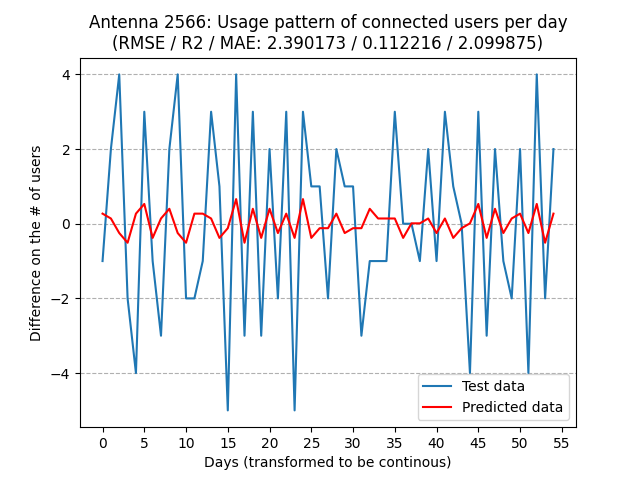 Antenna 2566: Usage pattern of connected users per day
(RMSE / R2 / MAE: 2.390173 / 0.112216 / 2.099875)
Difference on the # of users
4
2
0
−2
−4
Test data
Predicted data
0 5 10 15 20 25 30 35 40 45 50 55
Days (transformed to be continous)